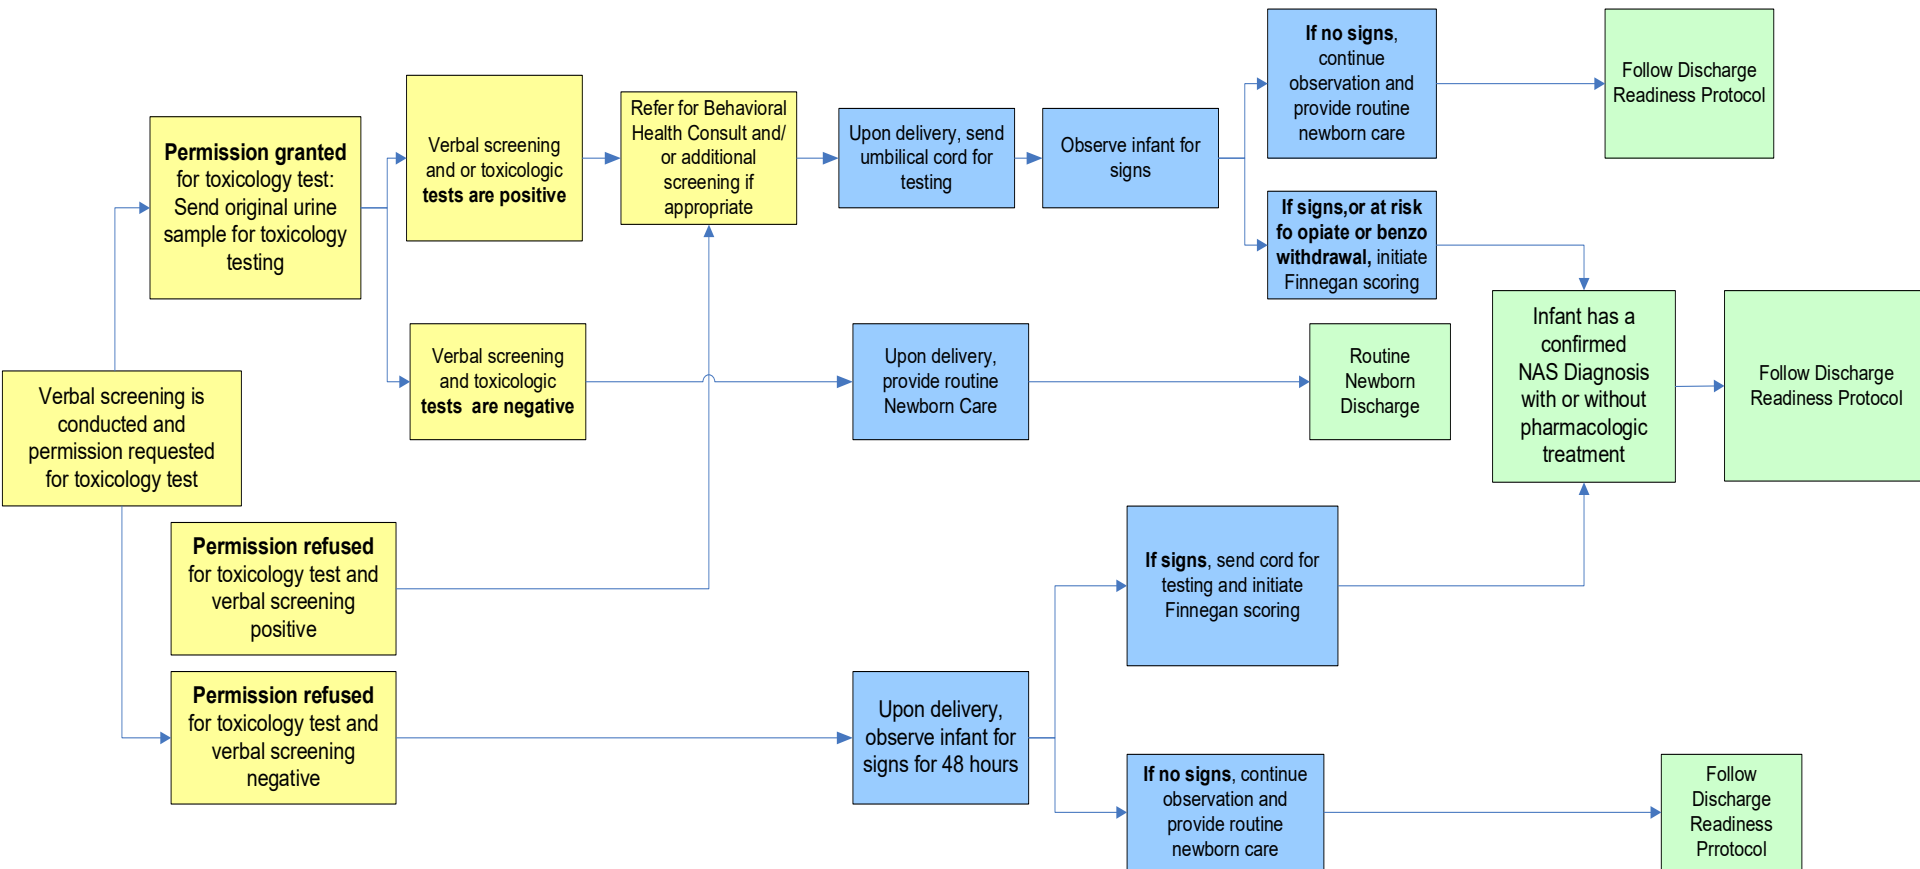 Verbal screening is
conducted and
permission requested
for toxicology test
Permission granted
for toxicology test:
Send original urine
sample for toxicology
testing
Verbal screening
and or toxicologic
tests are positive
Refer for Behavioral
Health Consult and/
or additional
screening if
appropriate
Upon delivery, send
umbilical cord for
testing
Observe infant for
signs
If no signs,
continue
observation and
provide routine
newborn care
Follow Discharge
Readiness Protocol
If signs,or at risk
fo opiate or benzo
withdrawal, initiate
Finnegan scoring
Verbal screening
and toxicologic
tests are negative
Upon delivery,
provide routine
Newborn Care
Routine
Newborn
Discharge
Infant has a
confirmed
NAS Diagnosis
with or without
pharmacologic
treatment
Follow Discharge
Readiness Protocol
Permission refused
for toxicology test and
verbal screening
positive
If signs, send cord for
testing and initiate
Finnegan scoring
Permission refused
for toxicology test and
verbal screening
negative
Upon delivery,
observe infant for
signs for 48 hours
If no signs, continue
observation and
provide routine
newborn care
Follow
Discharge
Readiness
Prrotocol